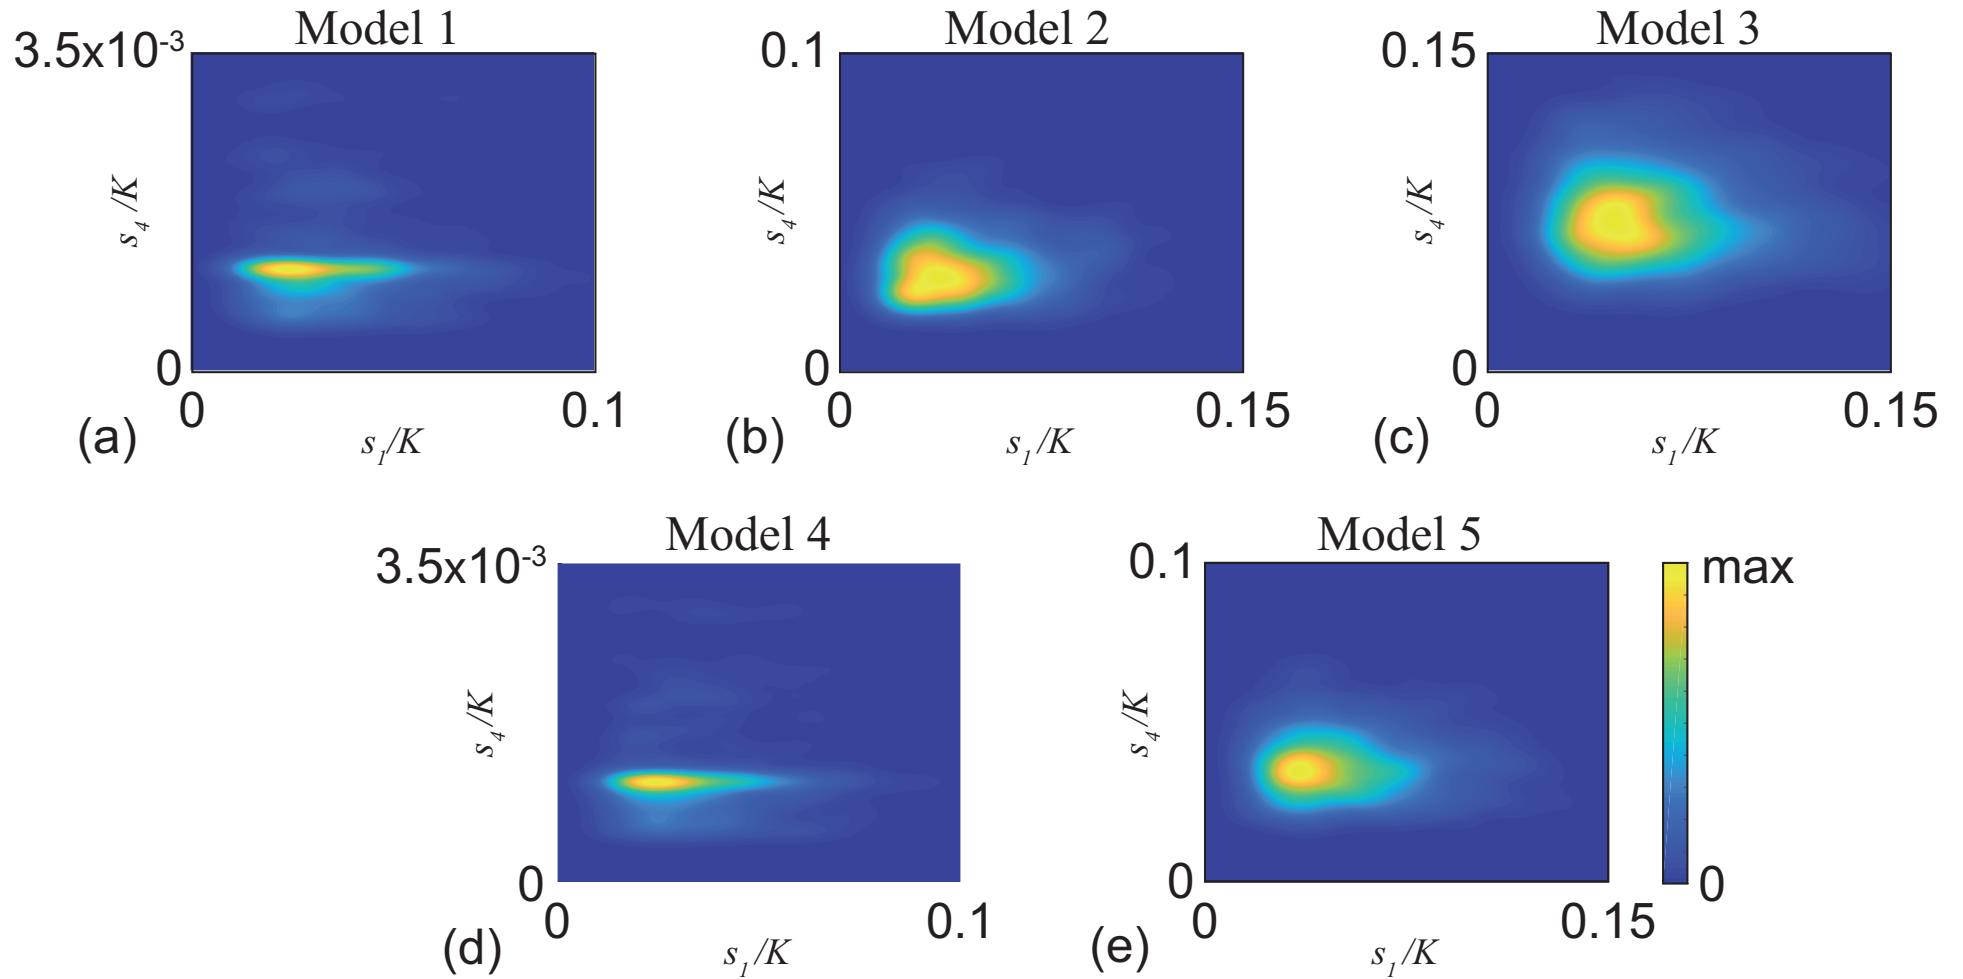 Model 1
3.5x10-3
s4/K
0
0
0.1
(a)
s1/K
Model 2
0.1
s4/K
0
0
0.15
(b)
s1/K
Model 3
0.15
s4/K
0
0
0.15
(c)
s1/K
Model 4
3.5x10-3
s4/K
0
0
0.1
(d)
s1/K
Model 5
0.1
s4/K
0
0
0.15
(e)
s1/K
max
0